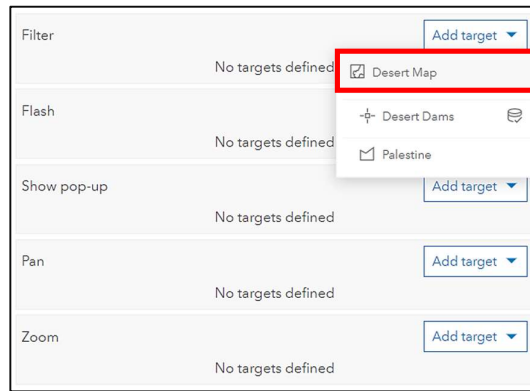 Filter
Add target
No targets defined
Desert Map
Flash
Desert Dams
No targets defined
Palestine
Show pop-up
Add target
No targets defined
Pan
Add target
No targets defined
Zoom
Add target
No targets defined